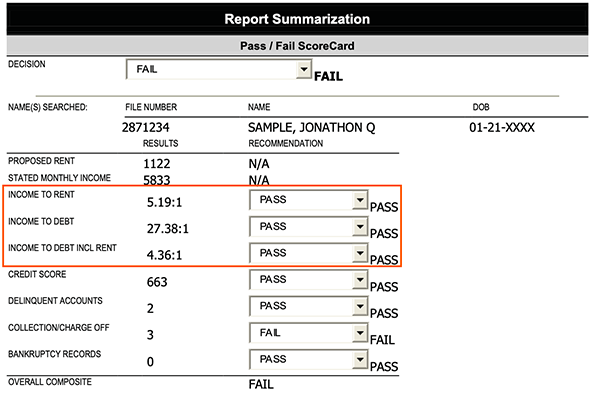 Report Summarization
Pass / Fail ScoreCard
DECISION FAIL FAIL
NAME(S) SEARCHED: FILE NUMBER NAME DOB
2871234 SAMPLE, JONATHON Q 01-21-XXXX
RESULTS RECOMMENDATION
PROPOSED RENT 1122 N/A
STATED MONTHLY INCOME 5833 N/A
INCOME TO RENT 5.19:1 PASS PASS
INCOME TO DEBT 27.38:1 PASS PASS
INCOME TO DEBT INCL RENT 4.36:1 PASS PASS
CREDIT SCORE 663 PASS PASS
DELINQUENT ACCOUNTS 2 PASS PASS
COLLECTION/CHARGE OFF 3 FAIL FAIL
BANKRUPTCY RECORDS 0 PASS PASS
OVERALL COMPOSITE FAIL